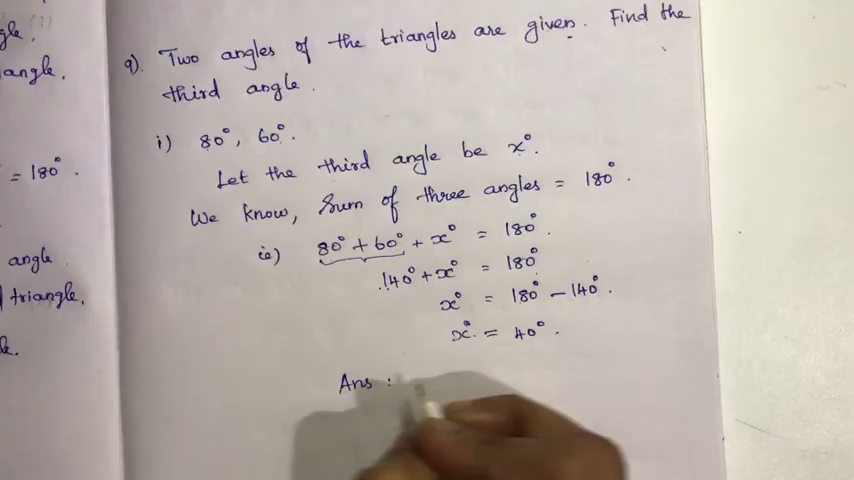 gle.
angle.
= 180°.
angle
triangle.
9). Two angles of the triangles are given. Find the
third angle.
i) 80°, 60°.
Let the third angle be x°.
We know, Sum of three angles = 180°.
ie) 80° + 60° + x° = 180°.
140° + x° = 180°
x° = 180° - 140°.
x° = 40°.
Ans :